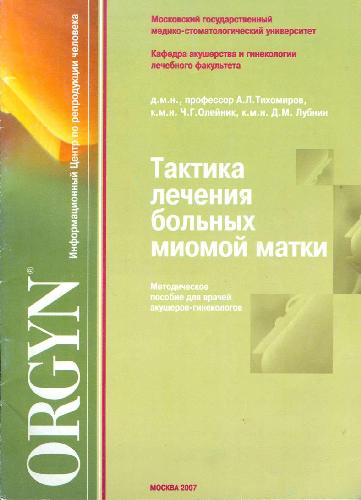 Московский государственный
медико-стоматологический университет
Кафедра акушерства и гинекологии
лечебного факультета
д.м.н., профессор А.Л.Тихомиров,
к.м.н. Ч.Г.Олейник, к.м.н. Д.М. Лубнин
Тактика
лечения
больных
миомой матки
Методическое
пособие для врачей
акушеров-гинекологов
МОСКВА 2007
ORGYN®
Информационный Центр по репродукции человека